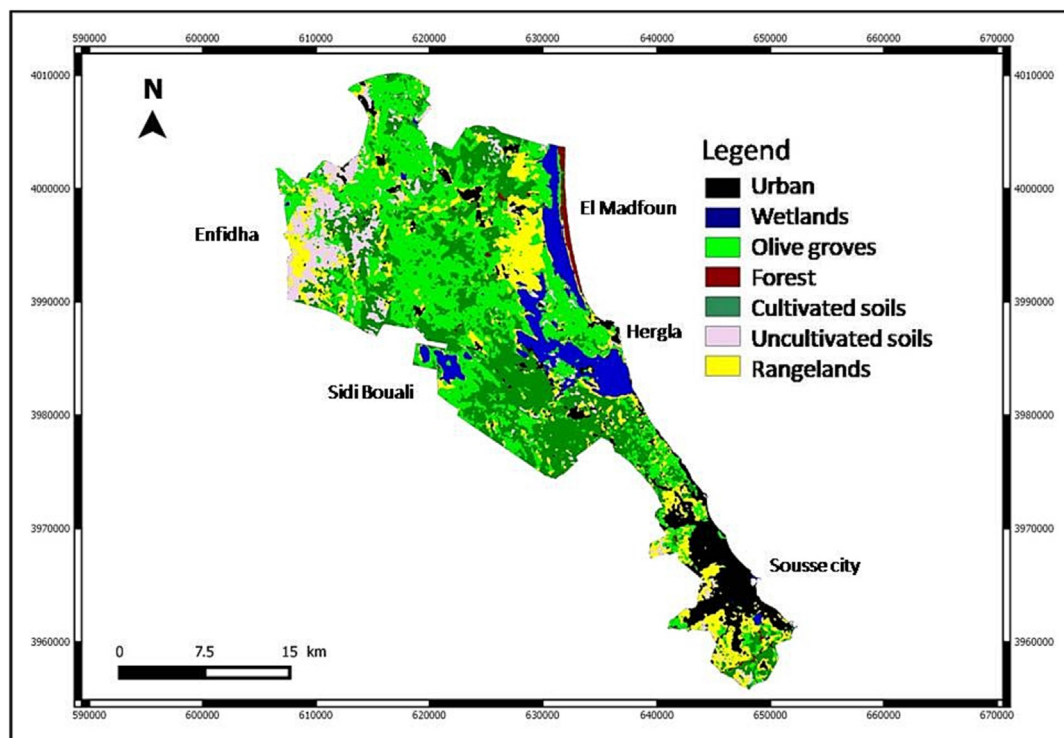 590000 600000 610000 620000 630000 640000 650000 660000 670000
4010000 4010000
N
Legend
Urban
4000000 4000000
Wetlands
El Madfoun
Enfidha
Olive groves
Forest
3990000 3990000
Cultivated soils
Hergla
Uncultivated soils
Rangelands
Sidi Bouali
3980000 3980000
3970000 3970000
Sousse city
3960000 3960000
0 7.5 15 km
590000 600000 610000 620000 630000 640000 650000 660000 670000